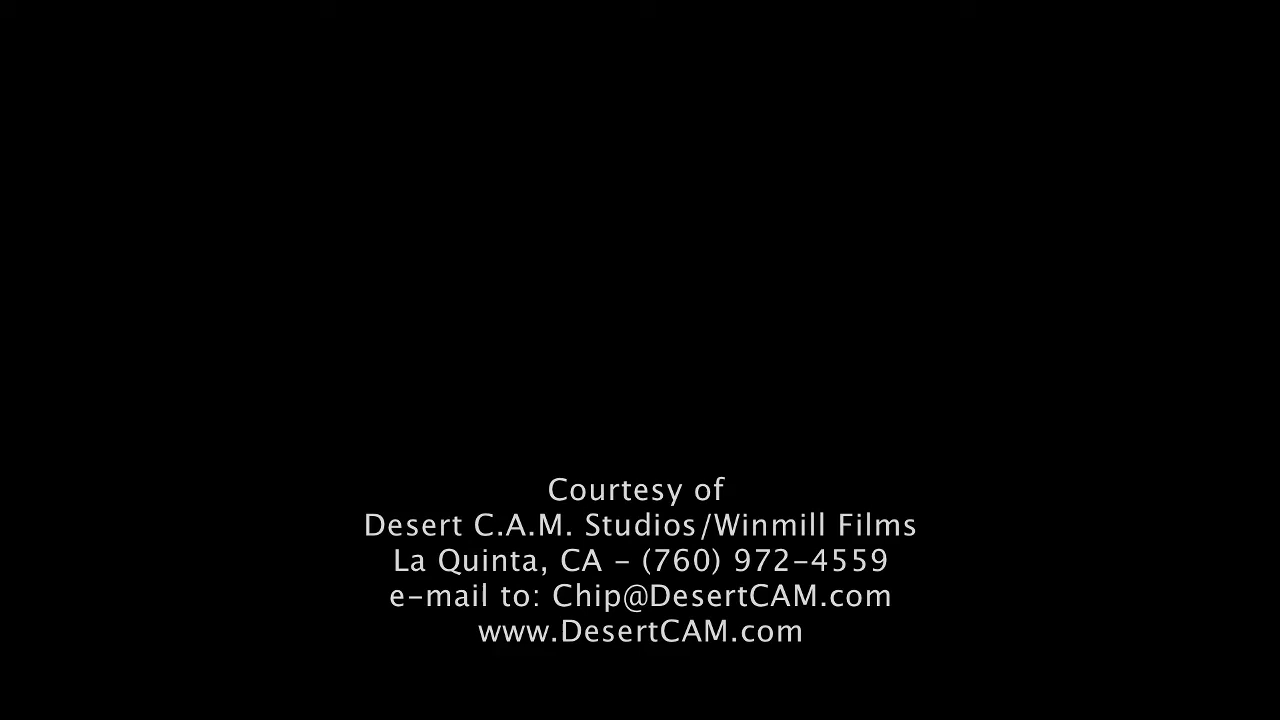 Courtesy of
Desert C.A.M. Studios/Winmill Films
La Quinta, CA - (760) 972-4559
e-mail to: Chip@DesertCAM.com
www.DesertCAM.com